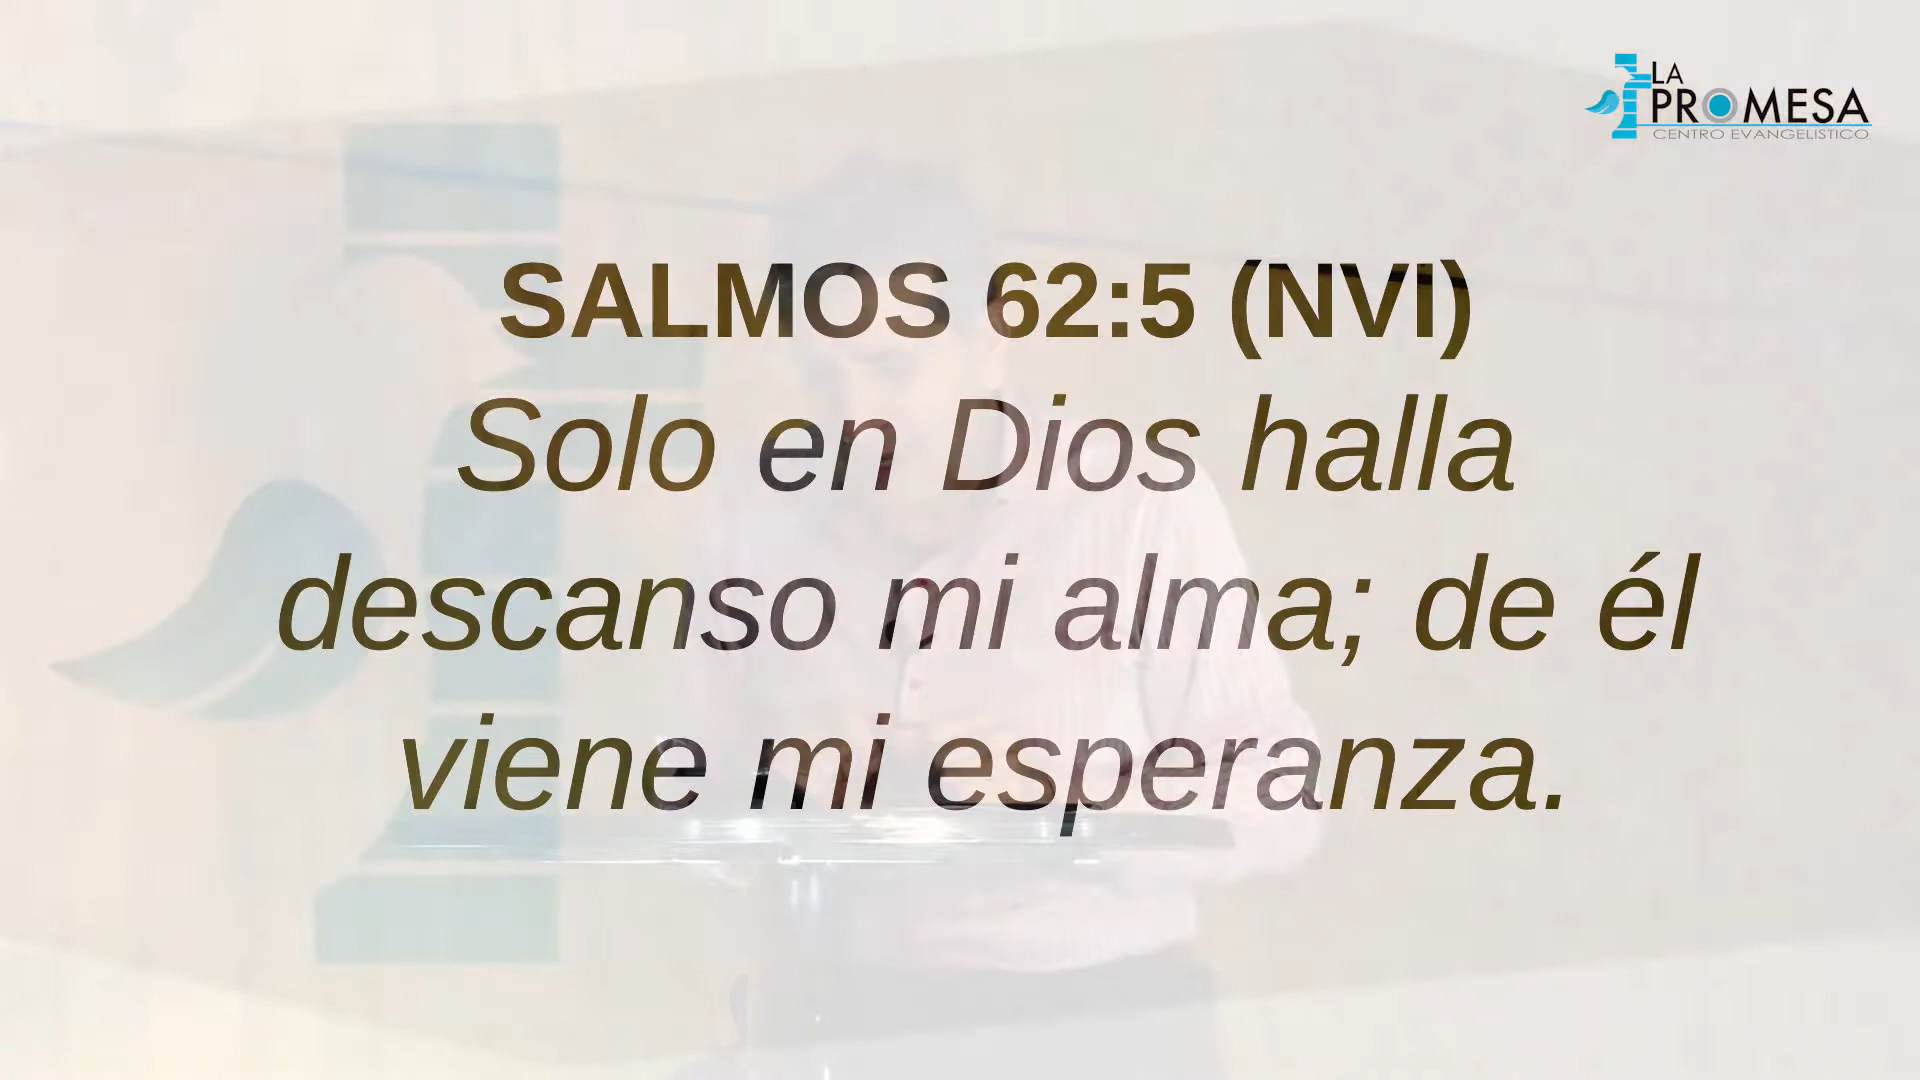 LA
PROMESA
CENTRO EVANGELISTICO
SALMOS 62:5 (NVI)
Solo en Dios halla
descanso mi alma; de él
viene mi esperanza.